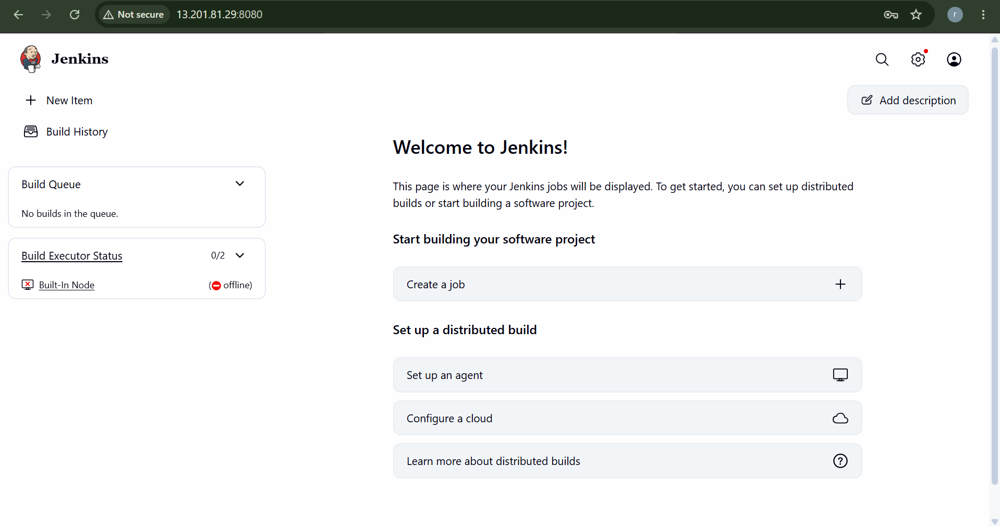 Not secure 13.201.81.29:8080
r
Jenkins
New Item
Add description
Build History
Build Queue
No builds in the queue.
Build Executor Status 0/2
Built-In Node (offline)
Welcome to Jenkins!
This page is where your Jenkins jobs will be displayed. To get started, you can set up distributed
builds or start building a software project.
Start building your software project
Create a job
Set up a distributed build
Set up an agent
Configure a cloud
Learn more about distributed builds